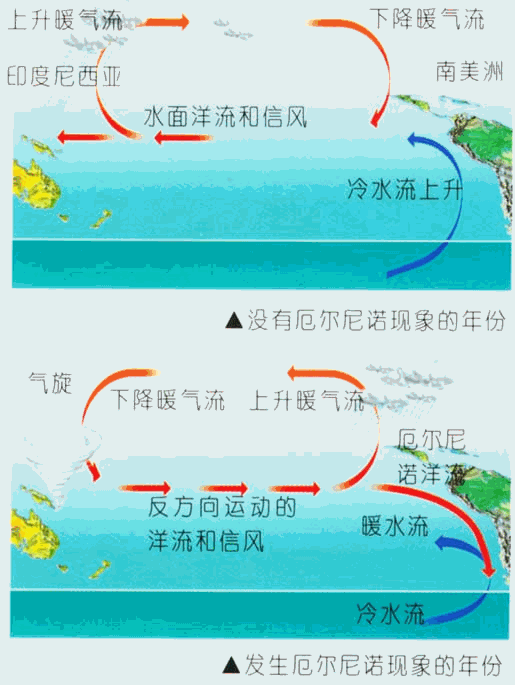 上升暖气流
下降暖气流
印度尼西亚
南美洲
水面洋流和信风
冷水流上升
▲没有厄尔尼诺现象的年份
气旋
下降暖气流
上升暖气流
厄尔尼
诺洋流
反方向运动的
洋流和信风
暖水流
冷水流
▲发生厄尔尼诺现象的年份